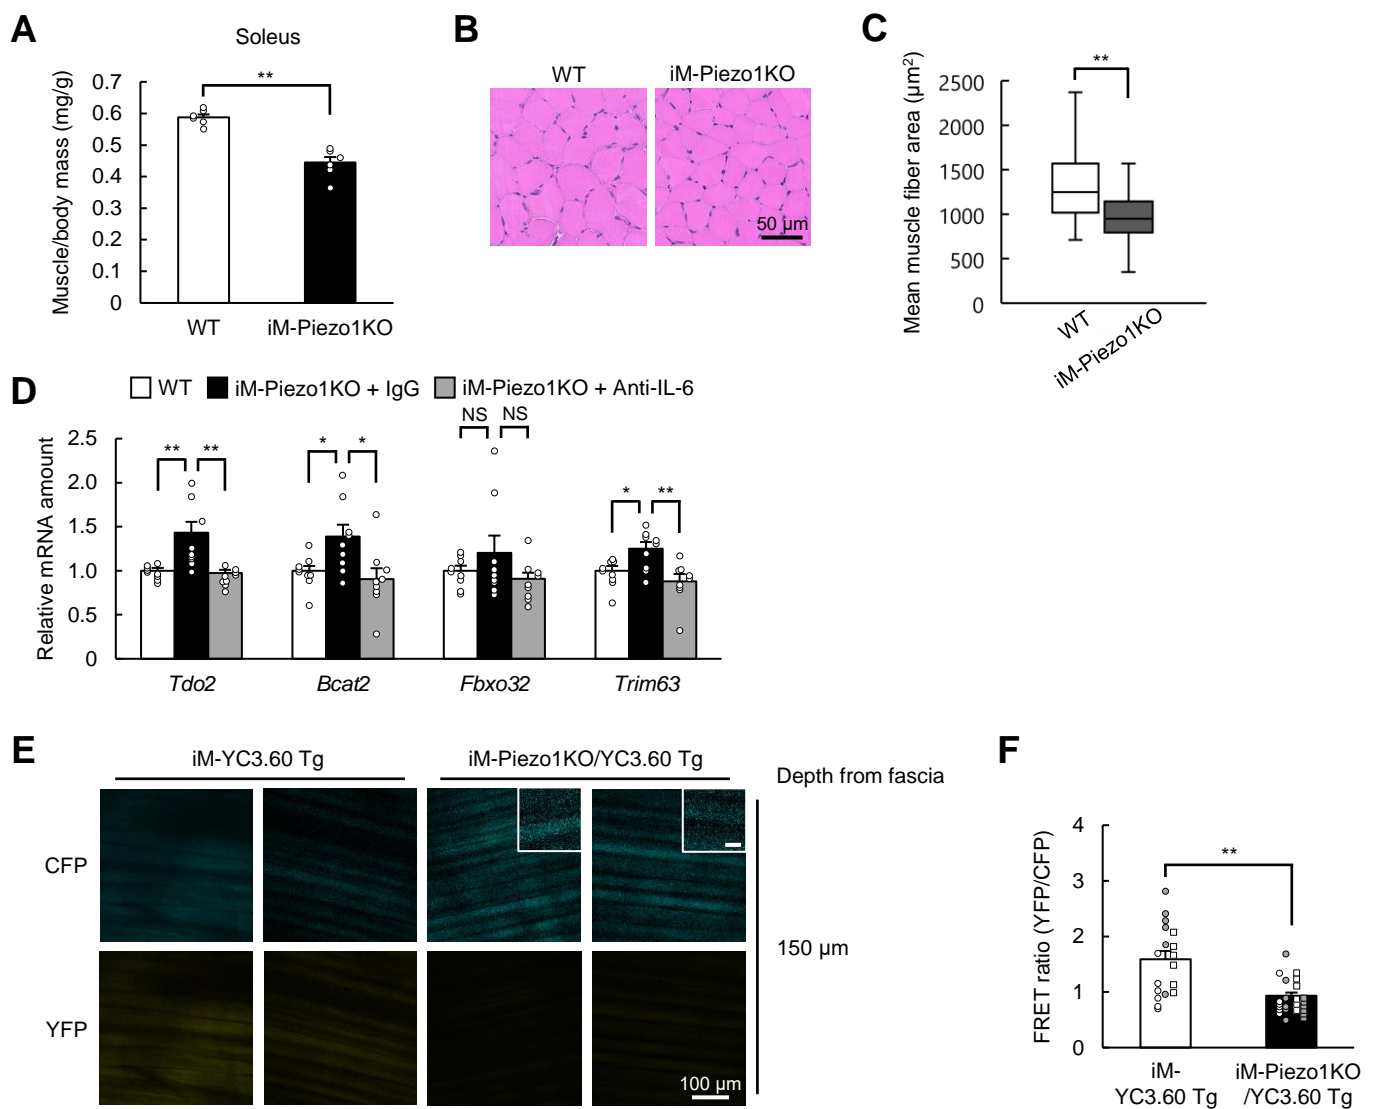 A
Soleus
Muscle/body mass (mg/g)
**
0.7
0.6
0.5
0.4
0.3
0.2
0.1
0
WT
iM-Piezo1KO
B
WT
iM-Piezo1KO
50 µm
C
Mean muscle fiber area (µm²)
**
2500
2000
1500
1000
500
0
WT
iM-Piezo1KO
D
WT
iM-Piezo1KO + IgG
iM-Piezo1KO + Anti-IL-6
Relative mRNA amount
2.5
2.0
1.5
1.0
0.5
0
** **
* *
NS NS
* **
Tdo2
Bcat2
Fbxo32
Trim63
E
iM-YC3.60 Tg
iM-Piezo1KO/YC3.60 Tg
Depth from fascia
CFP
YFP
150 µm
100 µm
F
FRET ratio (YFP/CFP)
**
4
3
2
1
0
iM-
YC3.60 Tg
iM-Piezo1KO
/YC3.60 Tg